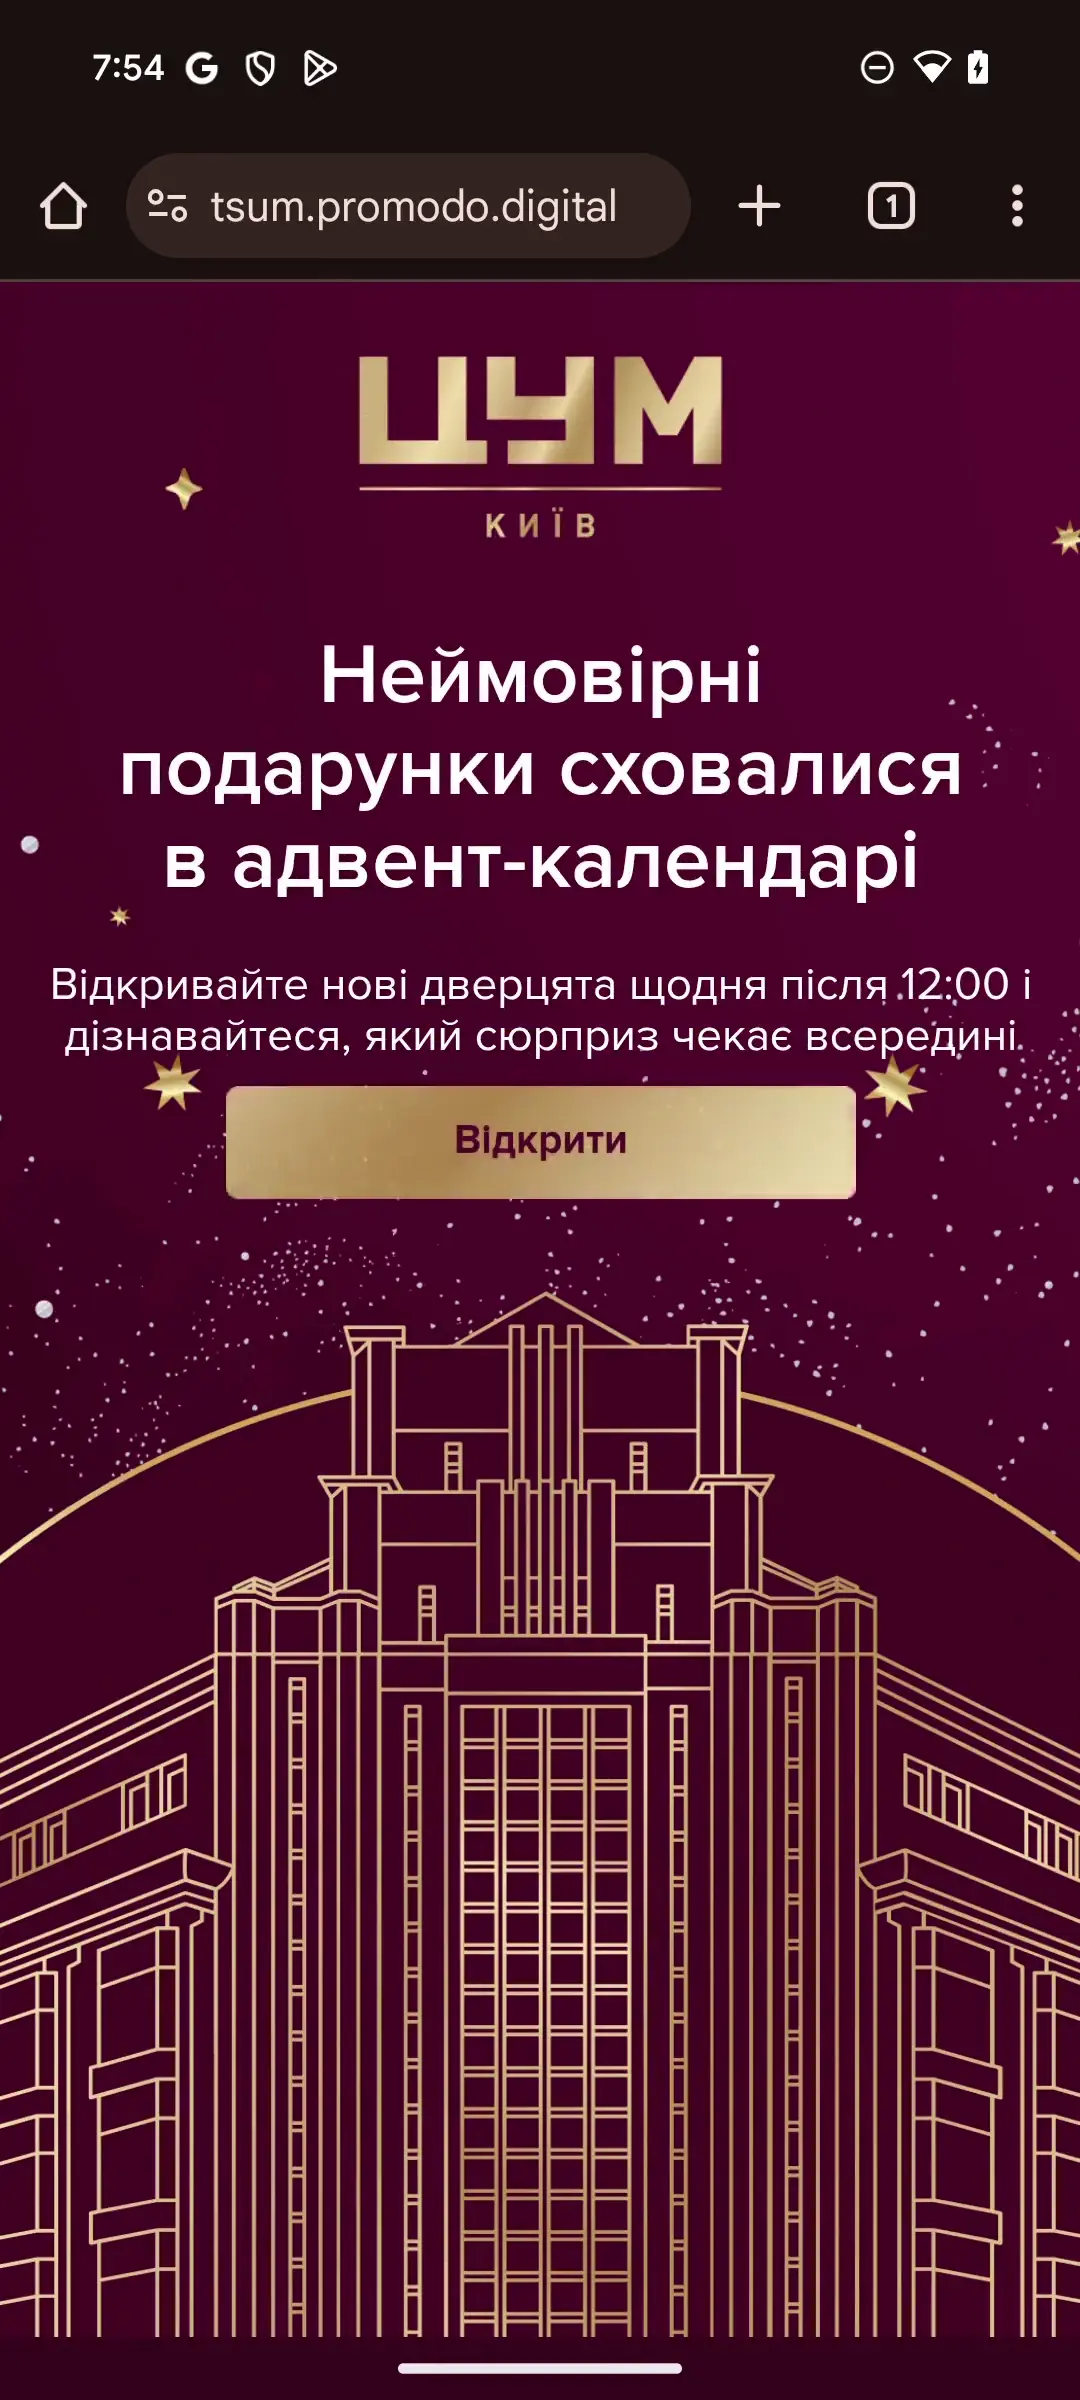 7:54
tsum.promodo.digital
1
ЦУМ
КИЇВ
Неймовірні
подарунки сховалися
в адвент-календарі
Відкривайте нові дверцята щодня після 12:00 і
дізнавайтеся, який сюрприз чекає всередині.
Відкрити